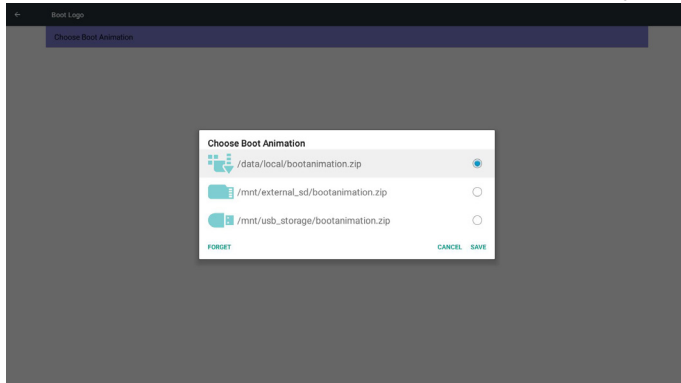 Boot Logo
Choose Boot Animation
Choose Boot Animation
/data/local/bootanimation.zip
/mnt/external_sd/bootanimation.zip
/mnt/usb_storage/bootanimation.zip
FORGET CANCEL SAVE